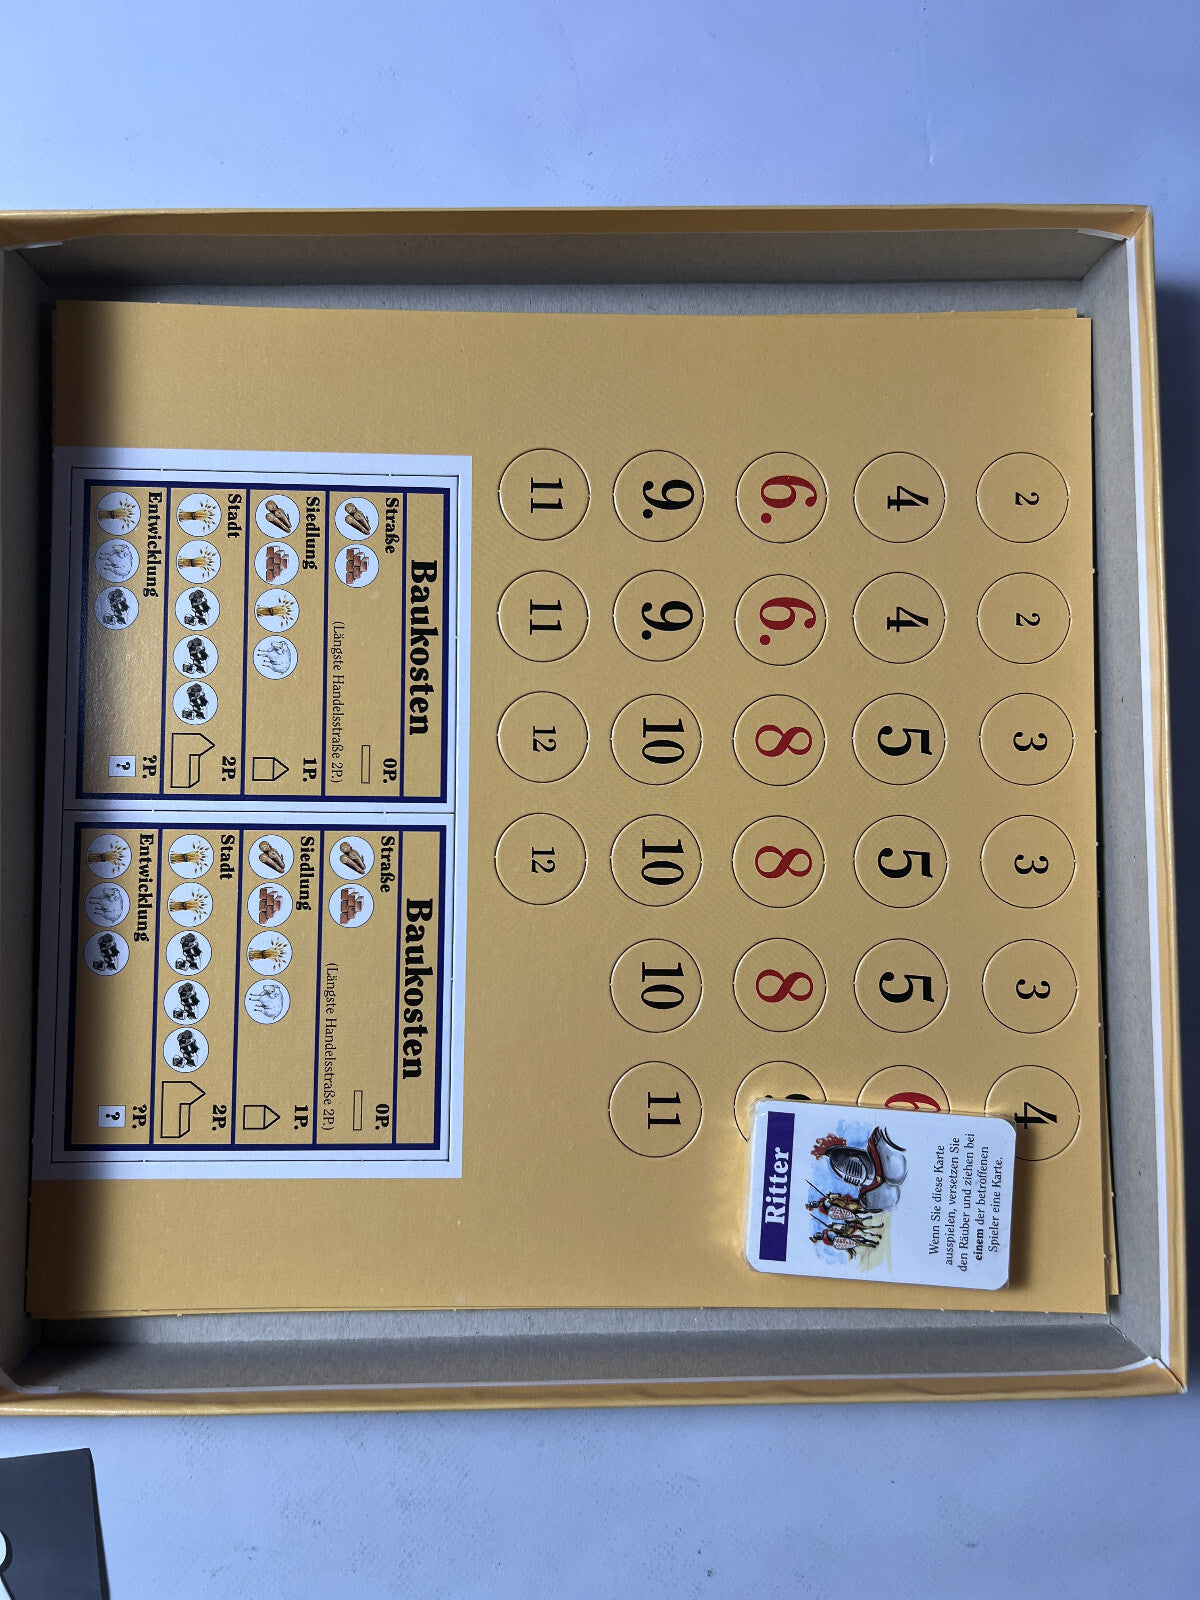 2 2 3 3 3 4
4 4 5 5 5 6
6. 6. 8 8 8
9. 9. 10 10 10 11
11 11 12 12
Baukosten
Straße 0P.
(Längste Handelsstraße 2P.)
Siedlung 1P.
Stadt 2P.
Entwicklung ?P.
?
Baukosten
Straße 0P.
(Längste Handelsstraße 2P.)
Siedlung 1P.
Stadt 2P.
Entwicklung ?P.
?
Ritter
Wenn Sie diese Karte
ausspielen, versetzen Sie
den Räuber und ziehen bei
einem der betroffenen
Spieler eine Karte.